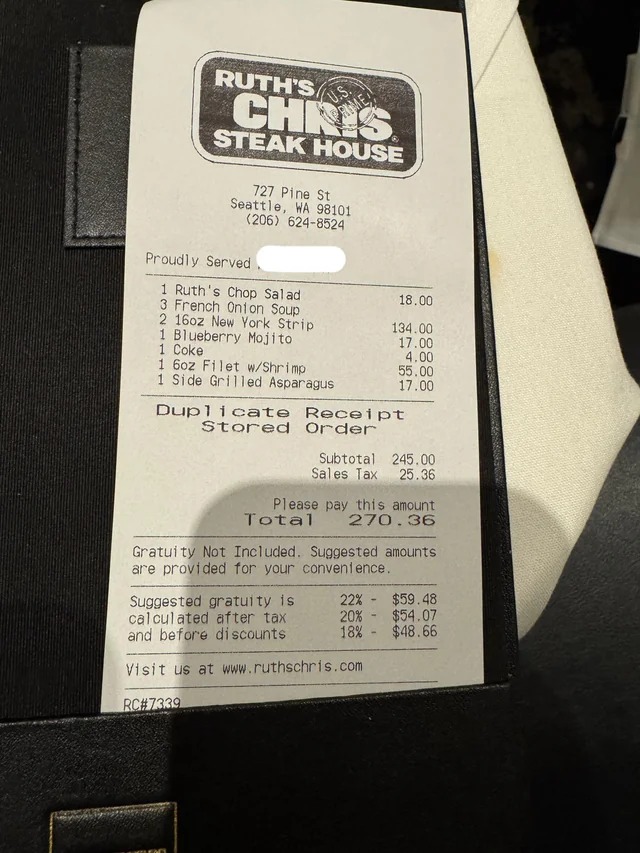 RUTH'S
U.S.
PRIME
CHRIS
STEAK HOUSE
727 Pine St
Seattle, WA 98101
(206) 624-8524
Proudly Served
1 Ruth's Chop Salad 18.00
3 French Onion Soup
2 16oz New York Strip 134.00
1 Blueberry Mojito 17.00
1 Coke 4.00
1 6oz Filet w/Shrimp 55.00
1 Side Grilled Asparagus 17.00
Duplicate Receipt
Stored Order
Subtotal 245.00
Sales Tax 25.36
Please pay this amount
Total 270.36
Gratuity Not Included. Suggested amounts
are provided for your convenience.
Suggested gratuity is 22% - $59.48
calculated after tax 20% - $54.07
and before discounts 18% - $48.66
Visit us at www.ruthschris.com
RC#7339